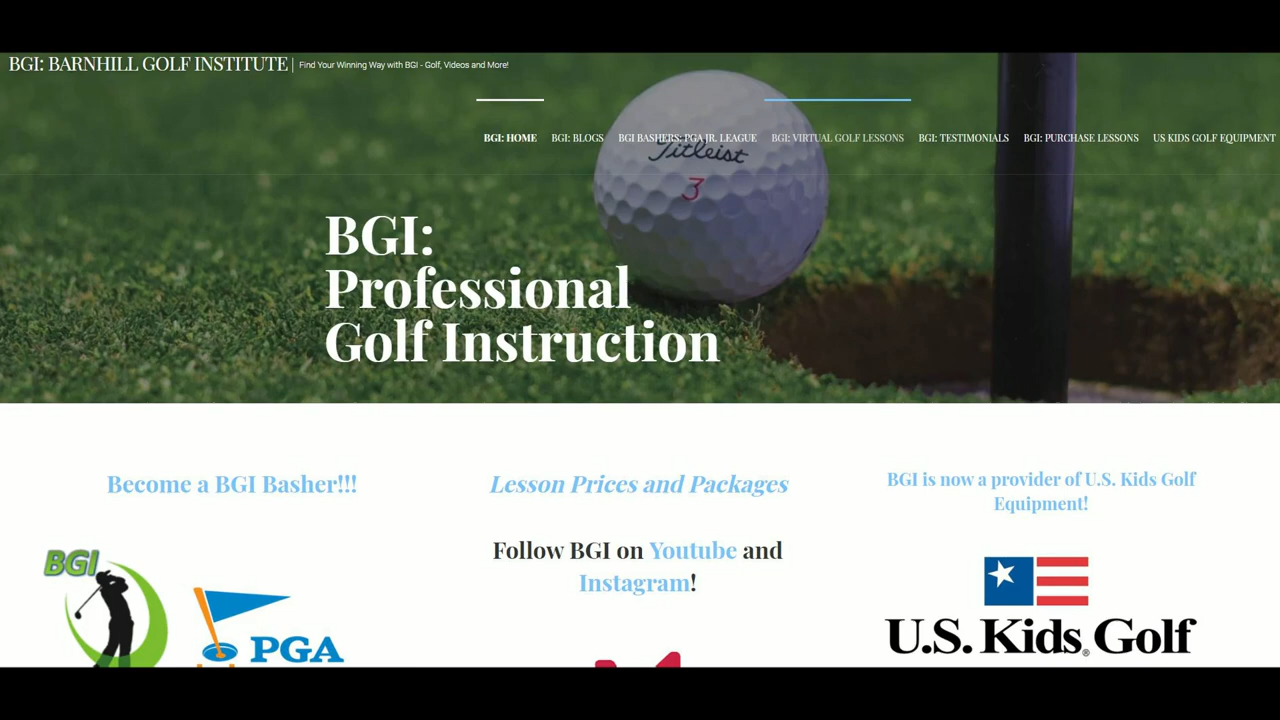 BGI: BARNHILL GOLF INSTITUTE | Find Your Winning Way with BGI - Golf, Videos and More!
BGI: HOME BGI: BLOGS BGI BASHERS: PGA JR. LEAGUE BGI: VIRTUAL GOLF LESSONS BGI: TESTIMONIALS BGI: PURCHASE LESSONS US KIDS GOLF EQUIPMENT
Titleist
3
BGI:
Professional
Golf Instruction
Become a BGI Basher!!!
Lesson Prices and Packages
BGI is now a provider of U.S. Kids Golf
Equipment!
Follow BGI on Youtube and
Instagram!
BGI
PGA
U.S. Kids® Golf